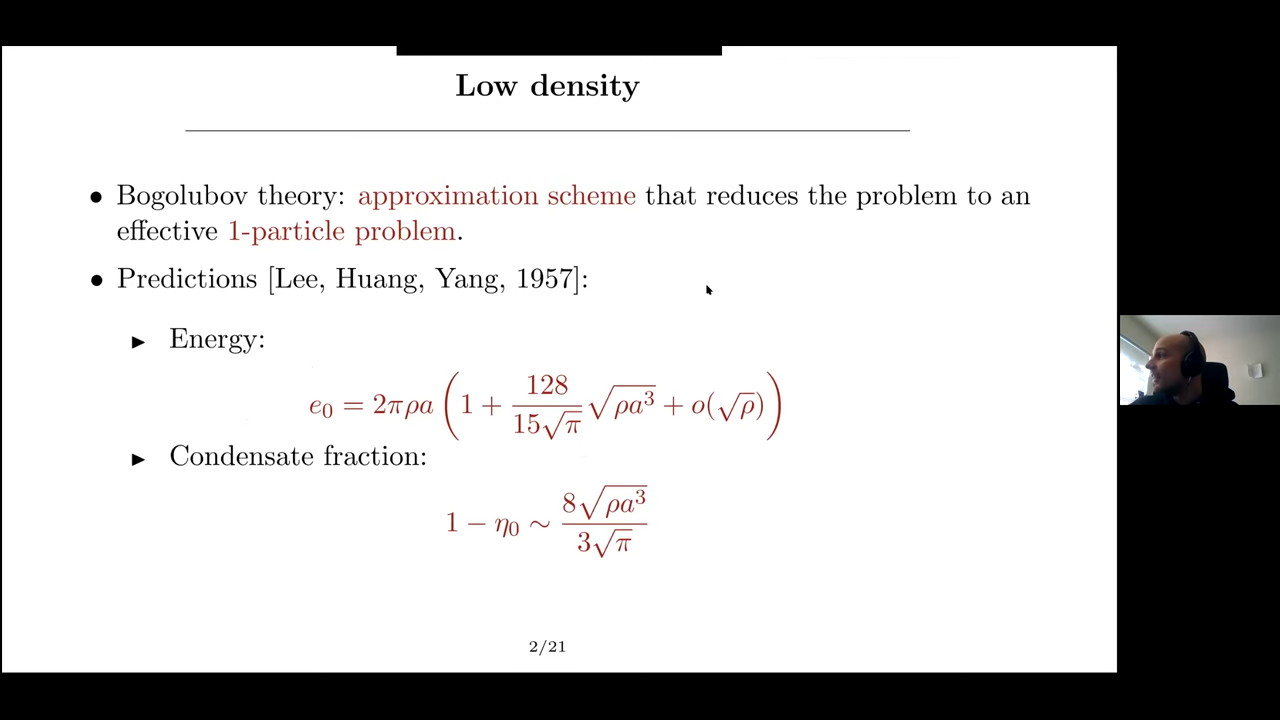 Low density
• Bogolubov theory: approximation scheme that reduces the problem to an
effective 1-particle problem.
• Predictions [Lee, Huang, Yang, 1957]:
▶ Energy:
e₀ = 2πρa (1 + 128/(15√π) √(ρa³) + o(√ρ))
▶ Condensate fraction:
1 − η₀ ∼ 8√(ρa³)/(3√π)
2/21